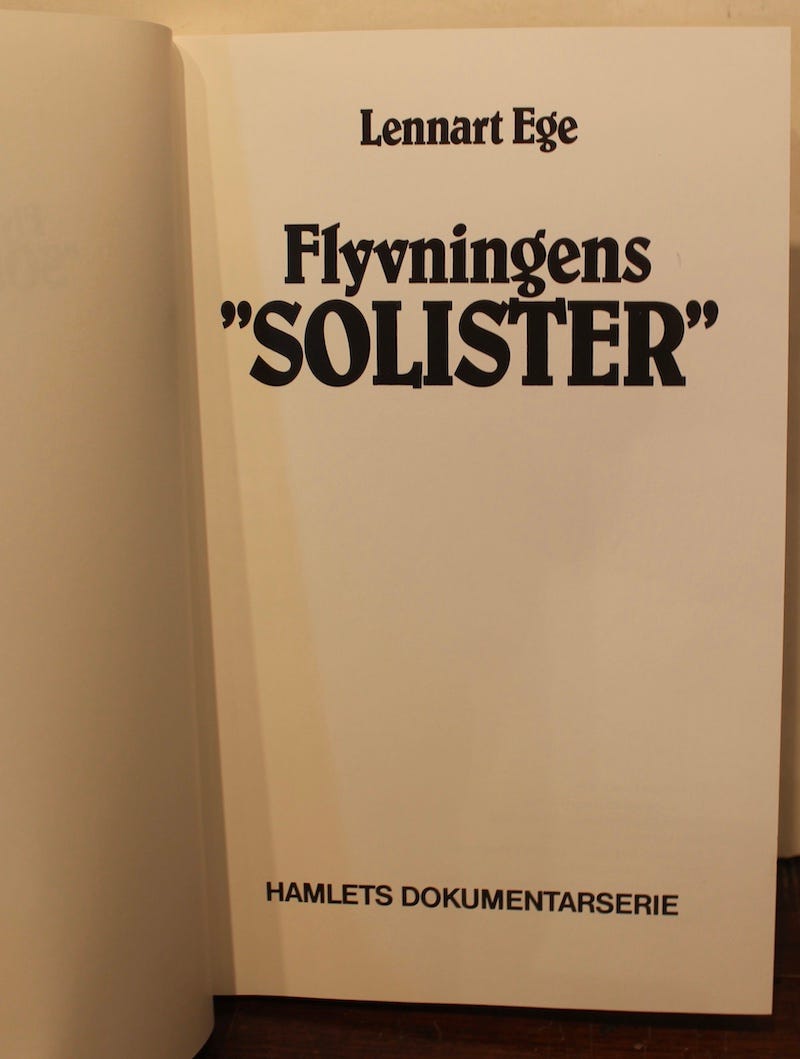 Lennart Ege
Flyvningens
”SOLISTER”
HAMLETS DOKUMENTARSERIE